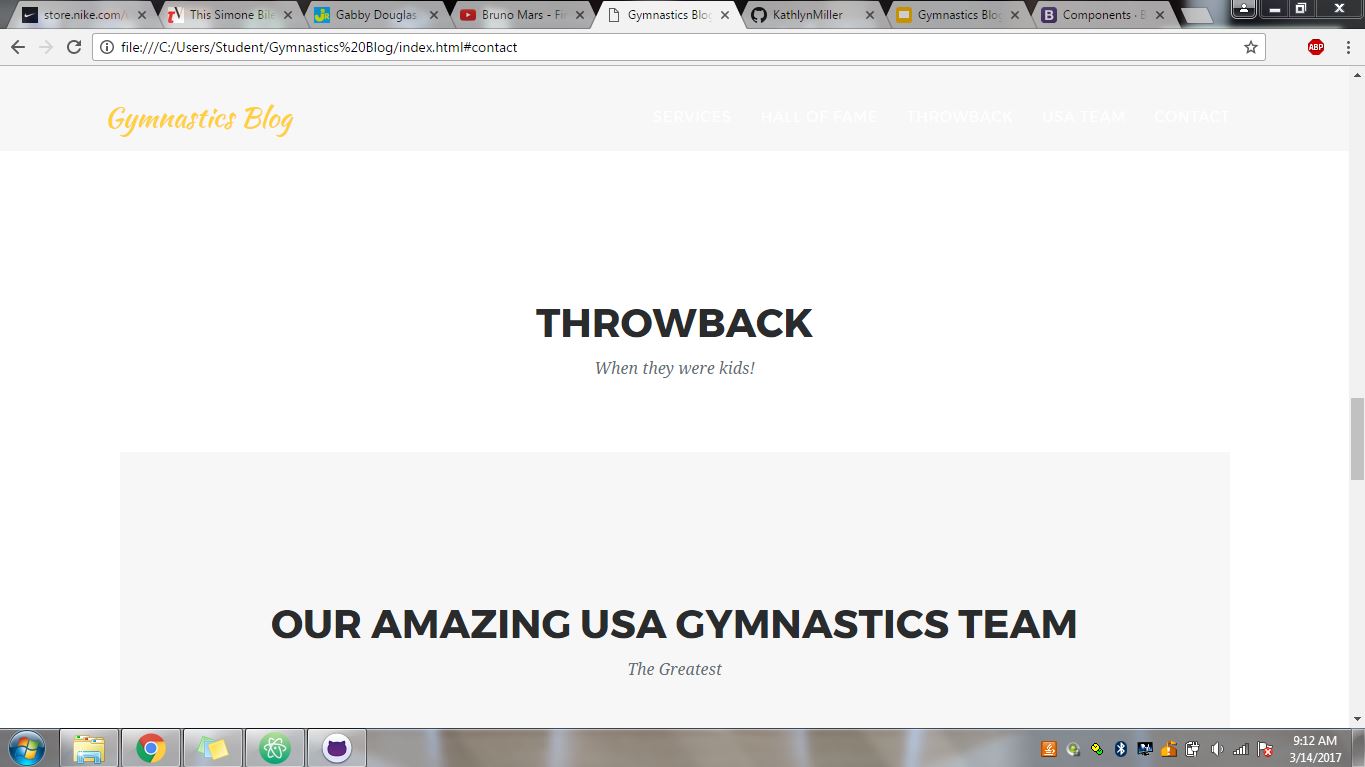 store.nike.com/
This Simone Bile
Gabby Douglas
Bruno Mars - Fi
Gymnastics Blog
KathlynMiller
Gymnastics Blog
Components · B
file:///C:/Users/Student/Gymnastics%20Blog/index.html#contact
ABP
Gymnastics Blog
SERVICES HALL OF FAME THROWBACK USA TEAM CONTACT
THROWBACK
When they were kids!
OUR AMAZING USA GYMNASTICS TEAM
The Greatest
9:12 AM
3/14/2017